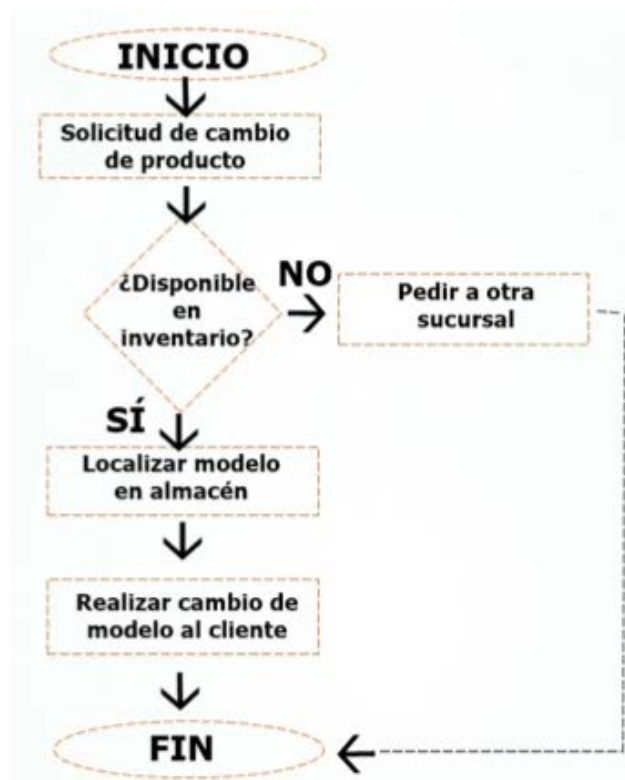 INICIO
Solicitud de cambio
de producto
¿Disponible
en
inventario?
NO
Pedir a otra
sucursal
SÍ
Localizar modelo
en almacén
Realizar cambio de
modelo al cliente
FIN